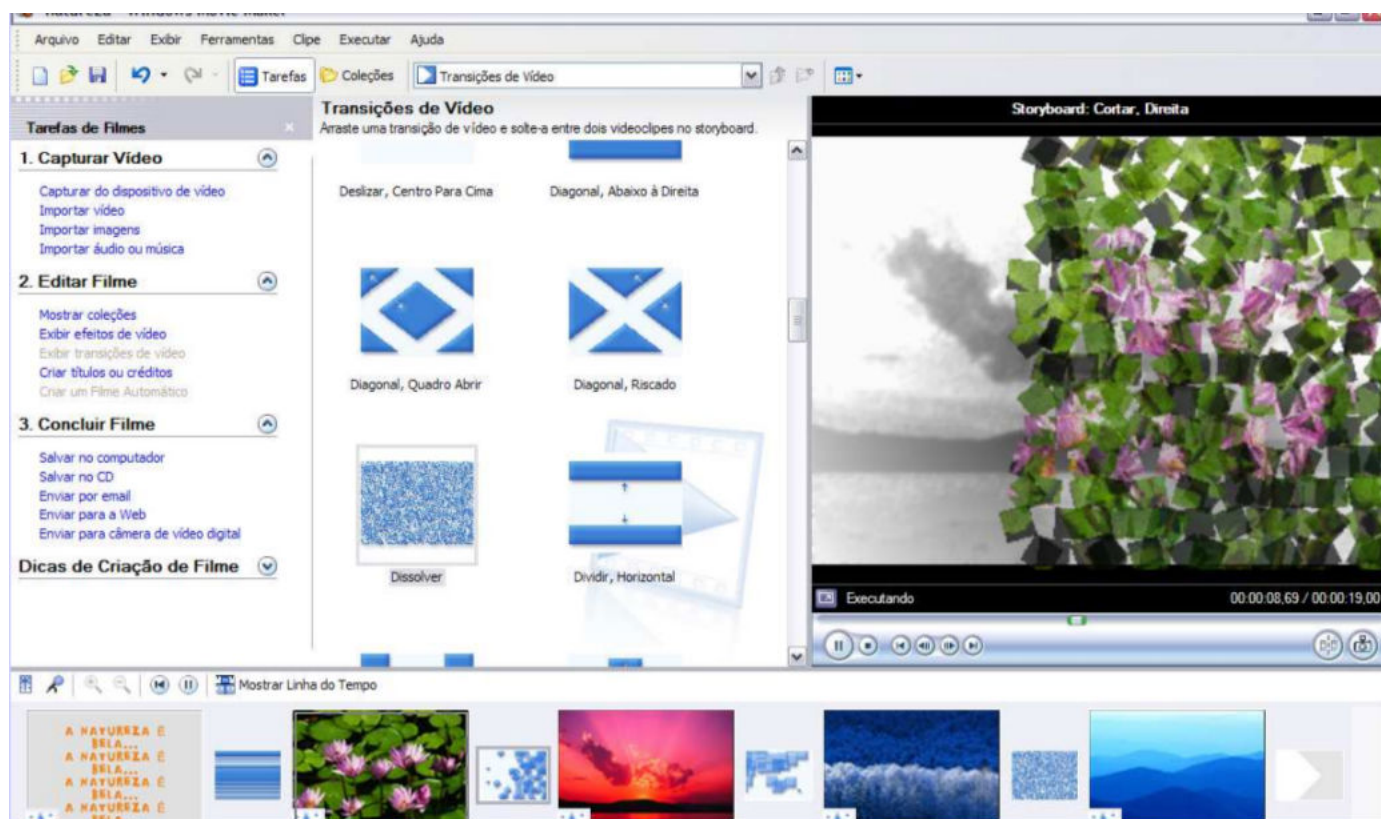 natureza - Windows Movie Maker
Arquivo Editar Exibir Ferramentas Clipe Executar Ajuda
Tarefas Coleções Transições de Vídeo
Tarefas de Filmes
1. Capturar Vídeo
Capturar do dispositivo de vídeo
Importar vídeo
Importar imagens
Importar áudio ou música
2. Editar Filme
Mostrar coleções
Exibir efeitos de vídeo
Exibir transições de vídeo
Criar títulos ou créditos
Criar um Filme Automático
3. Concluir Filme
Salvar no computador
Salvar no CD
Enviar por email
Enviar para a Web
Enviar para câmera de vídeo digital
Dicas de Criação de Filme
Transições de Vídeo
Arraste uma transição de vídeo e solte-a entre dois videoclipes no storyboard.
Deslizar, Centro Para Cima
Diagonal, Abaixo à Direita
Diagonal, Quadro Abrir
Diagonal, Riscado
Dissolver
Dividir, Horizontal
Storyboard: Cortar, Direita
Executando 00:00:08,69 / 00:00:19,00
Mostrar Linha do Tempo
A NATUREZA É
BELA...
A NATUREZA É
BELA...
A NATUREZA É
BELA...
A NATUREZA É
BELA